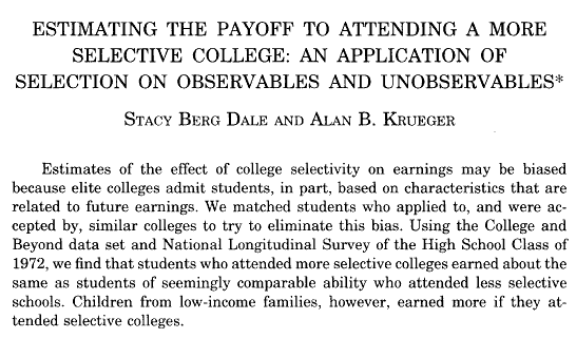 ESTIMATING THE PAYOFF TO ATTENDING A MORE
SELECTIVE COLLEGE: AN APPLICATION OF
SELECTION ON OBSERVABLES AND UNOBSERVABLES*
STACY BERG DALE AND ALAN B. KRUEGER
Estimates of the effect of college selectivity on earnings may be biased
because elite colleges admit students, in part, based on characteristics that are
related to future earnings. We matched students who applied to, and were ac-
cepted by, similar colleges to try to eliminate this bias. Using the College and
Beyond data set and National Longitudinal Survey of the High School Class of
1972, we find that students who attended more selective colleges earned about the
same as students of seemingly comparable ability who attended less selective
schools. Children from low-income families, however, earned more if they at-
tended selective colleges.